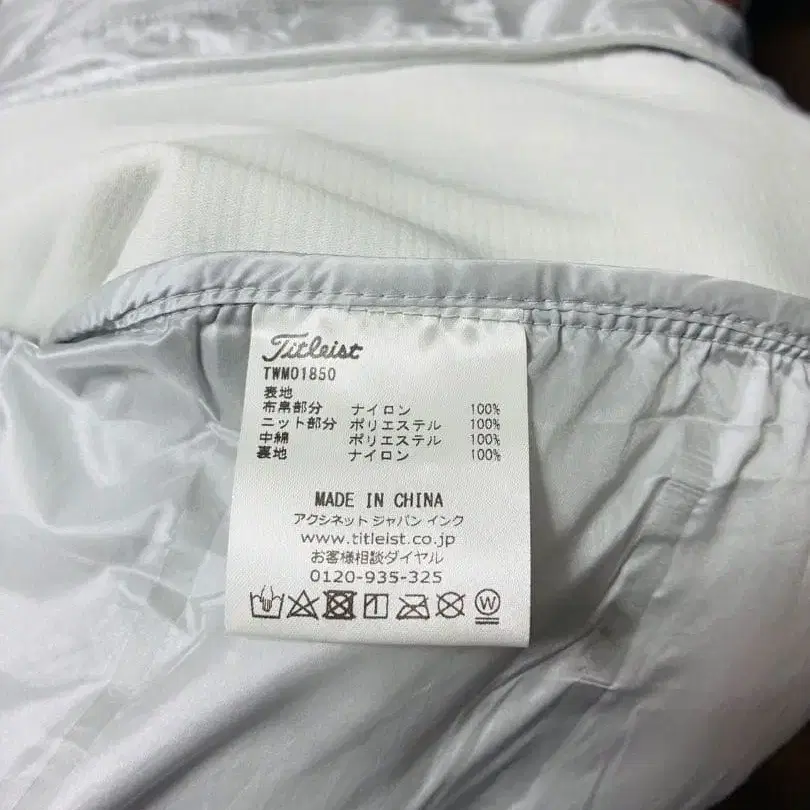 Titleist
TWMO1850
表地
布帛部分 ナイロン 100%
ニット部分 ポリエステル 100%
中綿 ポリエステル 100%
裏地 ナイロン 100%
MADE IN CHINA
アクシネット ジャパン インク
www.titleist.co.jp
お客様相談ダイヤル
0120-935-325
W